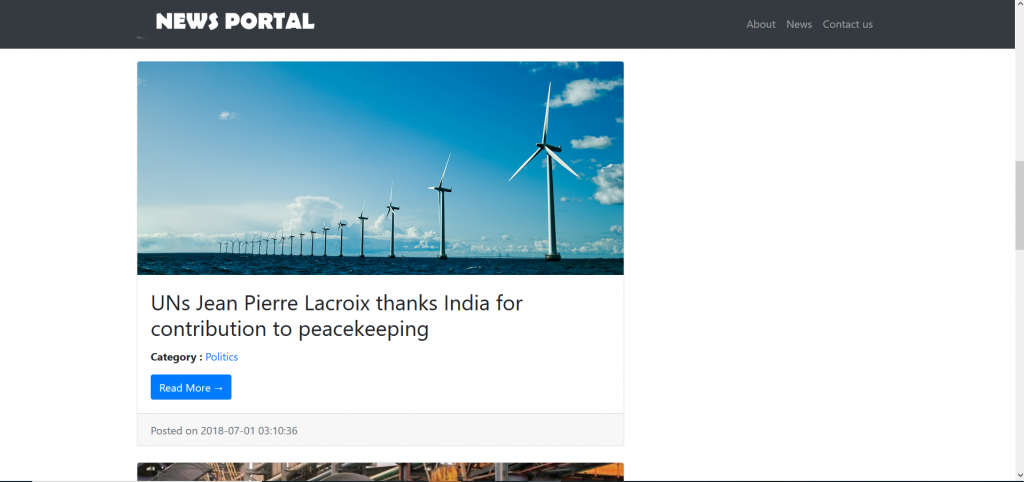 NEWS PORTAL
About News Contact us
UNs Jean Pierre Lacroix thanks India for
contribution to peacekeeping
Category : Politics
Read More →
Posted on 2018-07-01 03:10:36